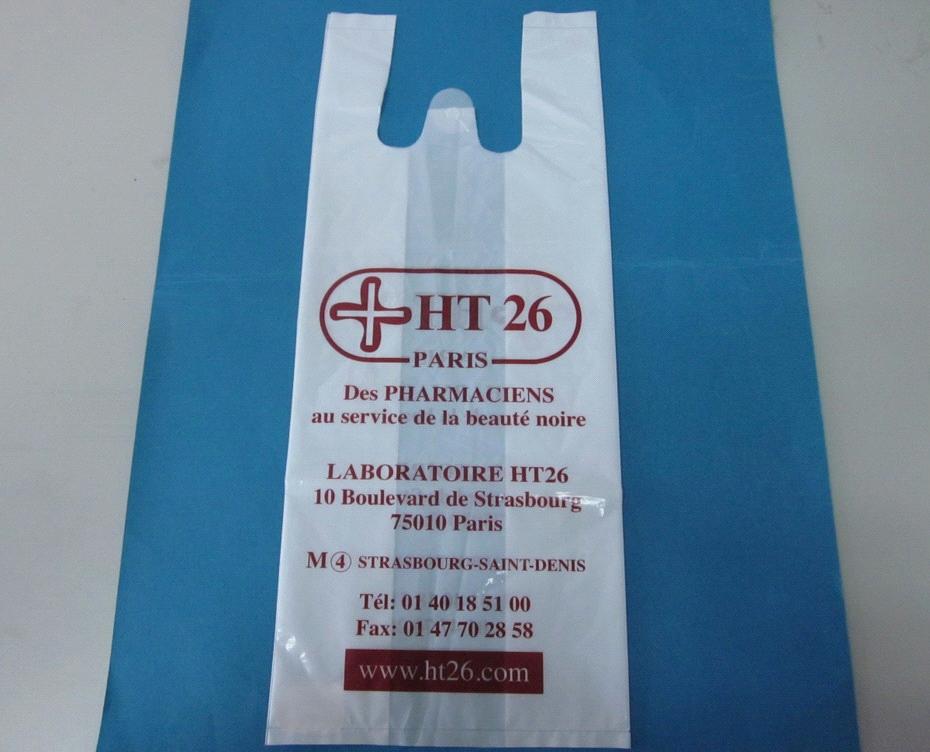 HT 26
PARIS
Des PHARMACIENS
au service de la beauté noire
LABORATOIRE HT26
10 Boulevard de Strasbourg
75010 Paris
M④ STRASBOURG-SAINT-DENIS
Tél: 01 40 18 51 00
Fax: 01 47 70 28 58
www.ht26.com